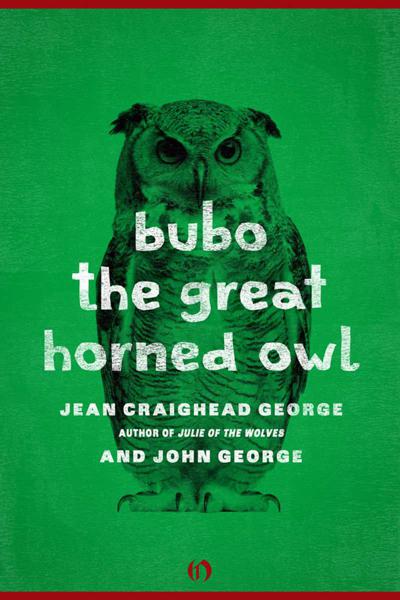 bubo
the great
horned owl
JEAN CRAIGHEAD GEORGE
AUTHOR OF JULIE OF THE WOLVES
AND JOHN GEORGE